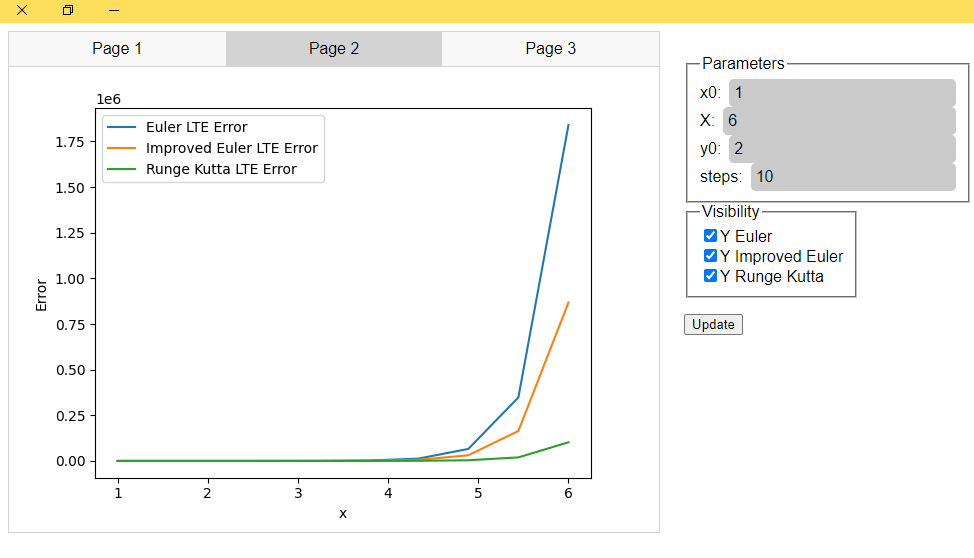 Page 1
Page 2
Page 3
1e6
Euler LTE Error
Improved Euler LTE Error
Runge Kutta LTE Error
1.75
1.50
1.25
1.00
0.75
0.50
0.25
0.00
Error
1
2
3
4
5
6
x
Parameters
x0: 1
X: 6
y0: 2
steps: 10
Visibility
Y Euler
Y Improved Euler
Y Runge Kutta
Update